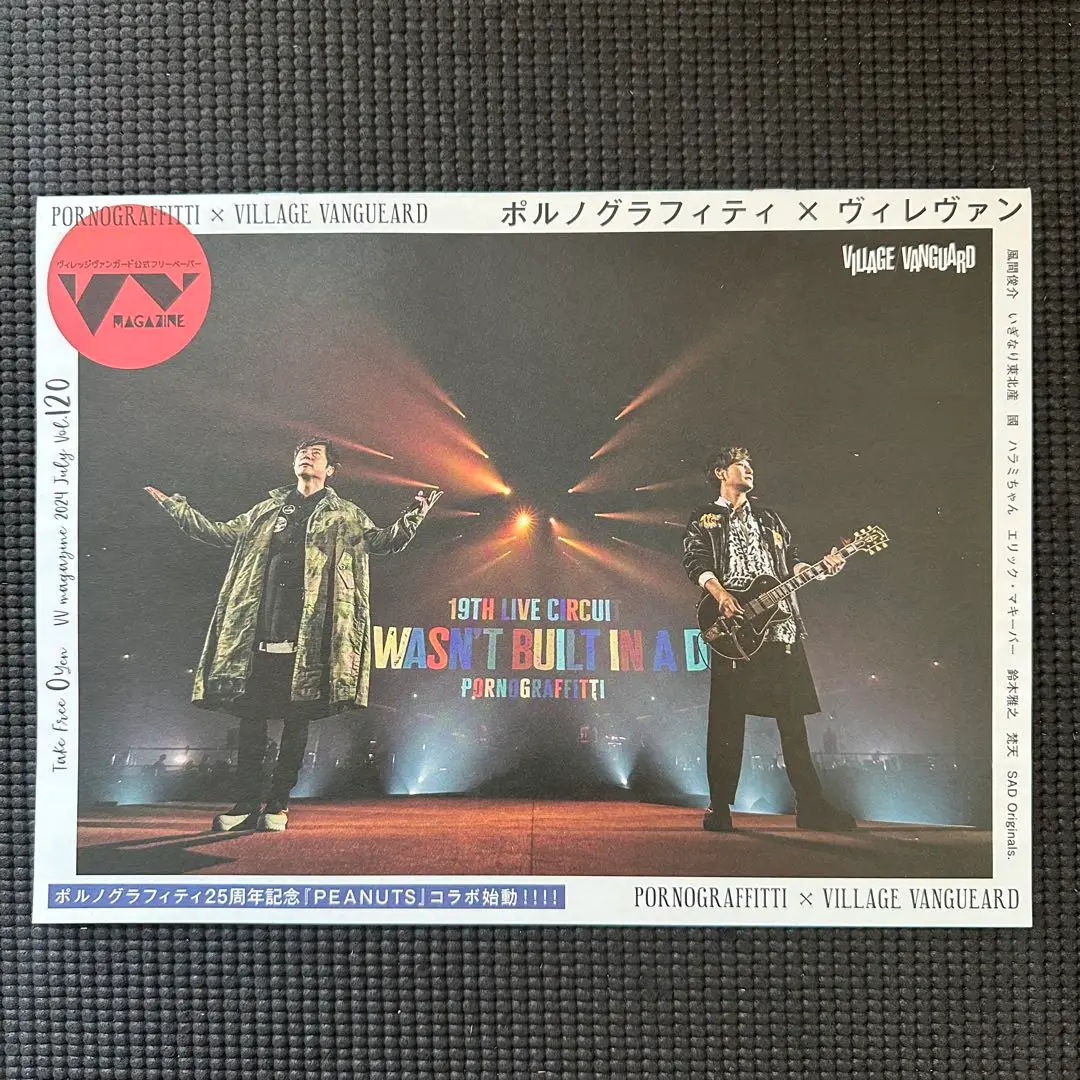 PORNOGRAFFITTI × VILLAGE VANGUEARD
ポルノグラフィティ × ヴィレヴァン
ヴィレッジヴァンガード公式フリーペーパー
VV
MAGAZINE
VILLAGE/VANGUARD
風間俊介 いぎなり東北産 國 ハラミちゃん エリック・マキーバー 鈴木雅之 梵天 SAD Originals.
Take Free 0 yen VV magazine 2024 July Vol.120
19TH LIVE CIRCUI
WASN'T BUILT IN A D
PORNOGRAFFITTI
ポルノグラフィティ25周年記念『PEANUTS』コラボ始動!!!!
PORNOGRAFFITTI × VILLAGE VANGUEARD